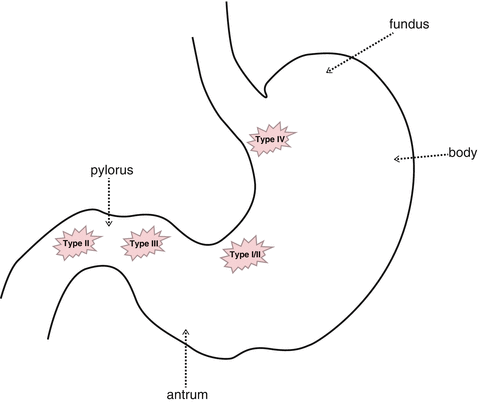 fundus
Type IV
body
pylorus
Type II
Type III
Type I/II
antrum